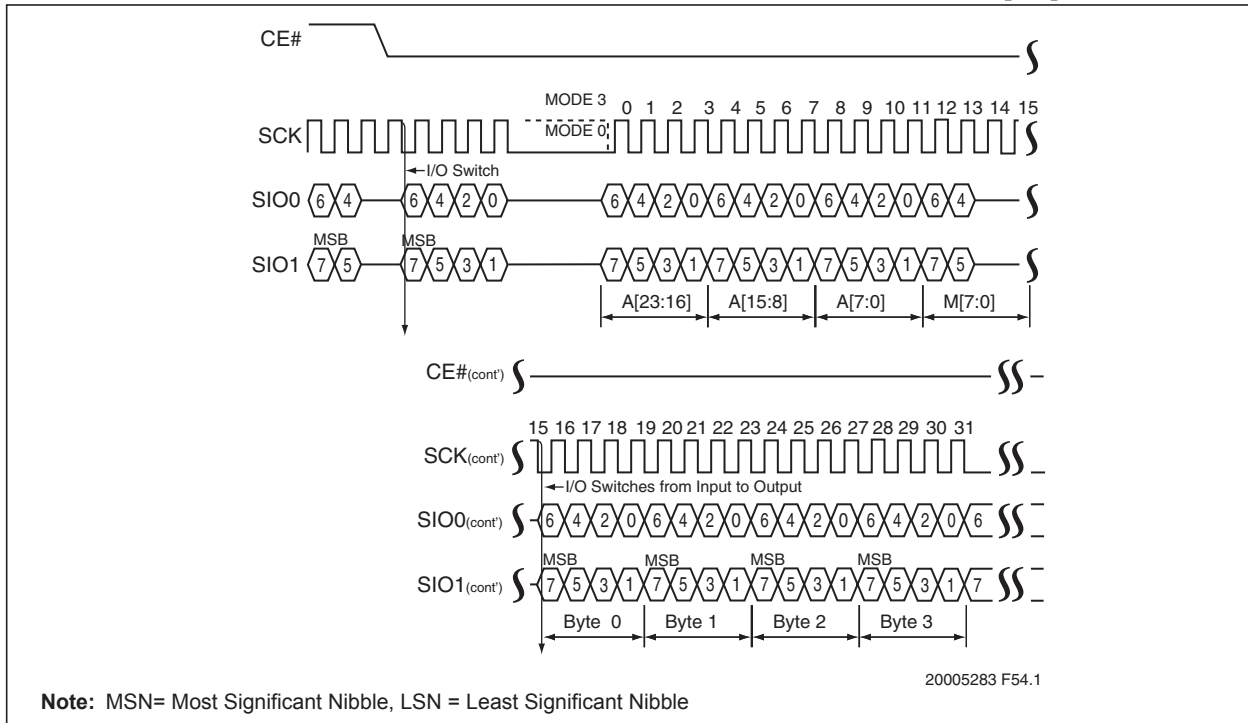 CE#
MODE 3
0 1 2 3 4 5 6 7 8 9 10 11 12 13 14 15
SCK
MODE 0
I/O Switch
SIO0 6 4 6 4 2 0 6 4 2 0 6 4 2 0 6 4 2 0 6 4
MSB MSB
SIO1 7 5 7 5 3 1 7 5 3 1 7 5 3 1 7 5 3 1 7 5
A[23:16] A[15:8] A[7:0] M[7:0]
CE#(cont')
15 16 17 18 19 20 21 22 23 24 25 26 27 28 29 30 31
SCK(cont')
I/O Switches from Input to Output
SIO0(cont') 6 4 2 0 6 4 2 0 6 4 2 0 6 4 2 0 6
MSB MSB MSB MSB
SIO1(cont') 7 5 3 1 7 5 3 1 7 5 3 1 7 5 3 1 7
Byte 0 Byte 1 Byte 2 Byte 3
20005283 F54.1
Note: MSN= Most Significant Nibble, LSN = Least Significant Nibble